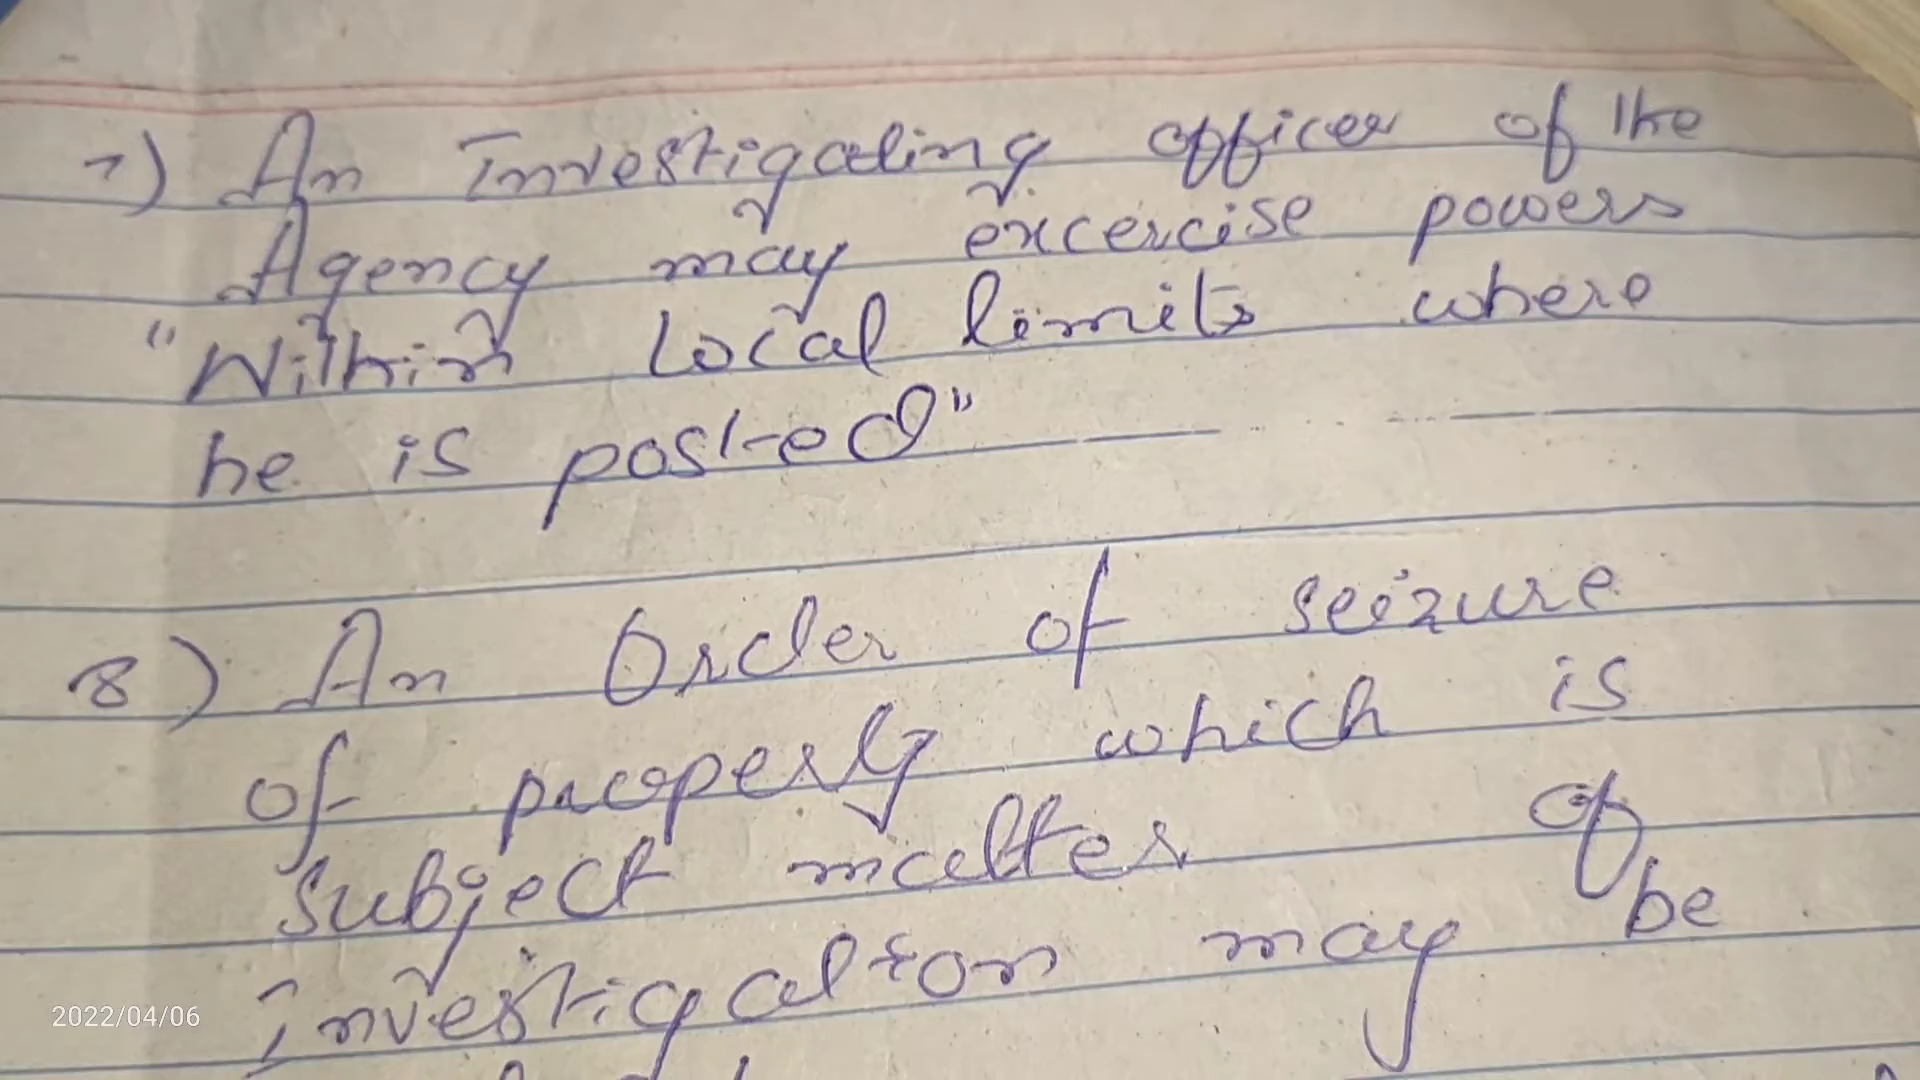 7) An Investigating officer of the
Agency may excercise powers
"Within Local limits where
he is posted"
8) An Order of seizure
of property which is
subject matter of
investigation may be
2022/04/06